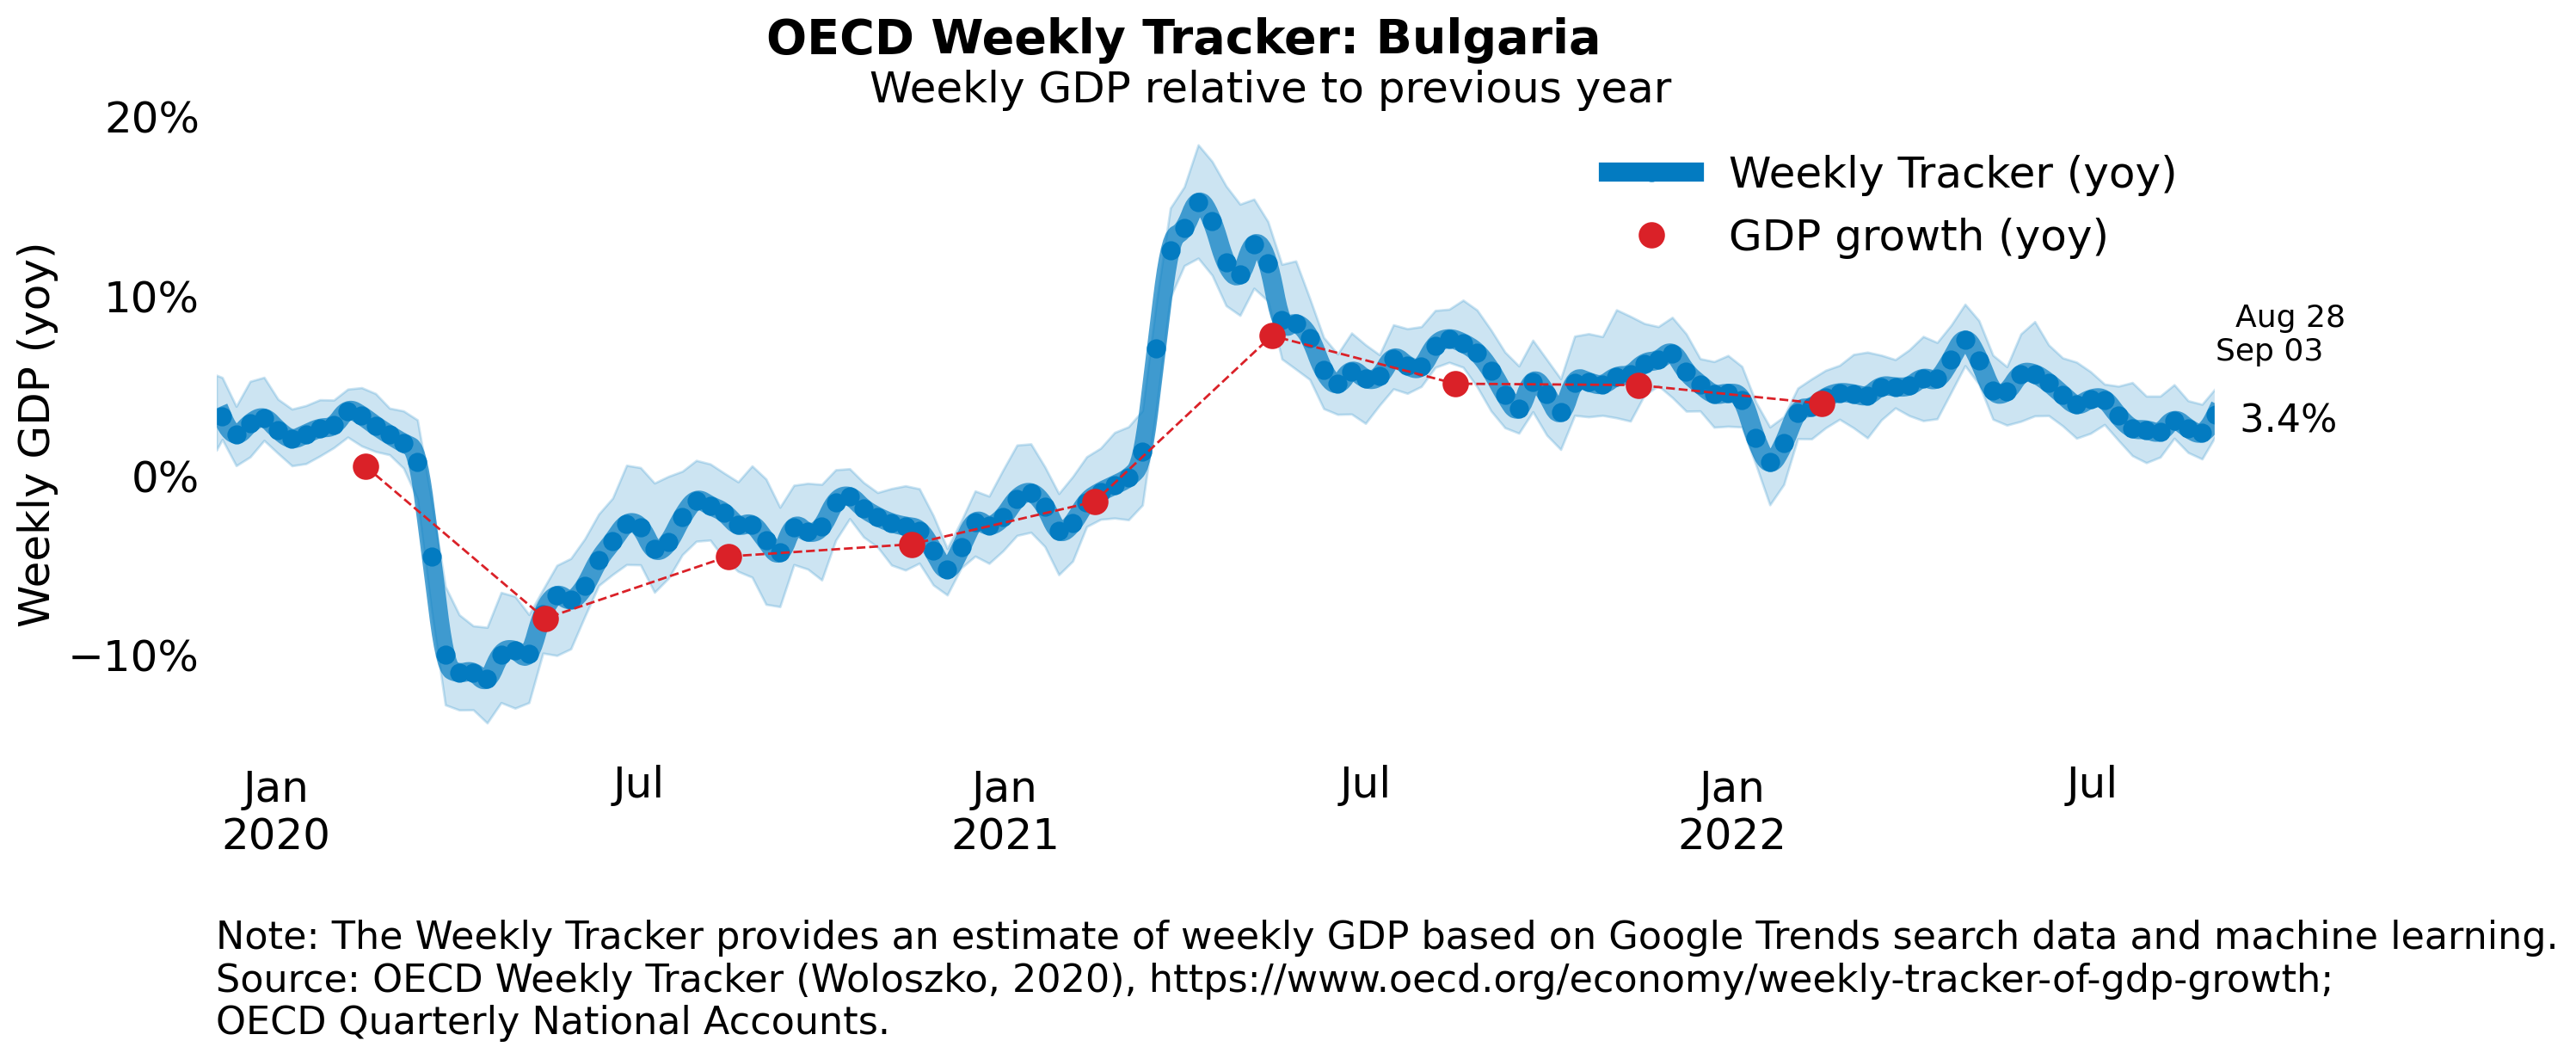 OECD Weekly Tracker: Bulgaria
Weekly GDP relative to previous year
20%
10%
0%
−10%
Weekly GDP (yoy)
Weekly Tracker (yoy)
GDP growth (yoy)
Aug 28
Sep 03
3.4%
Jan
2020
Jul
Jan
2021
Jul
Jan
2022
Jul
Note: The Weekly Tracker provides an estimate of weekly GDP based on Google Trends search data and machine learning.
Source: OECD Weekly Tracker (Woloszko, 2020), https://www.oecd.org/economy/weekly-tracker-of-gdp-growth;
OECD Quarterly National Accounts.